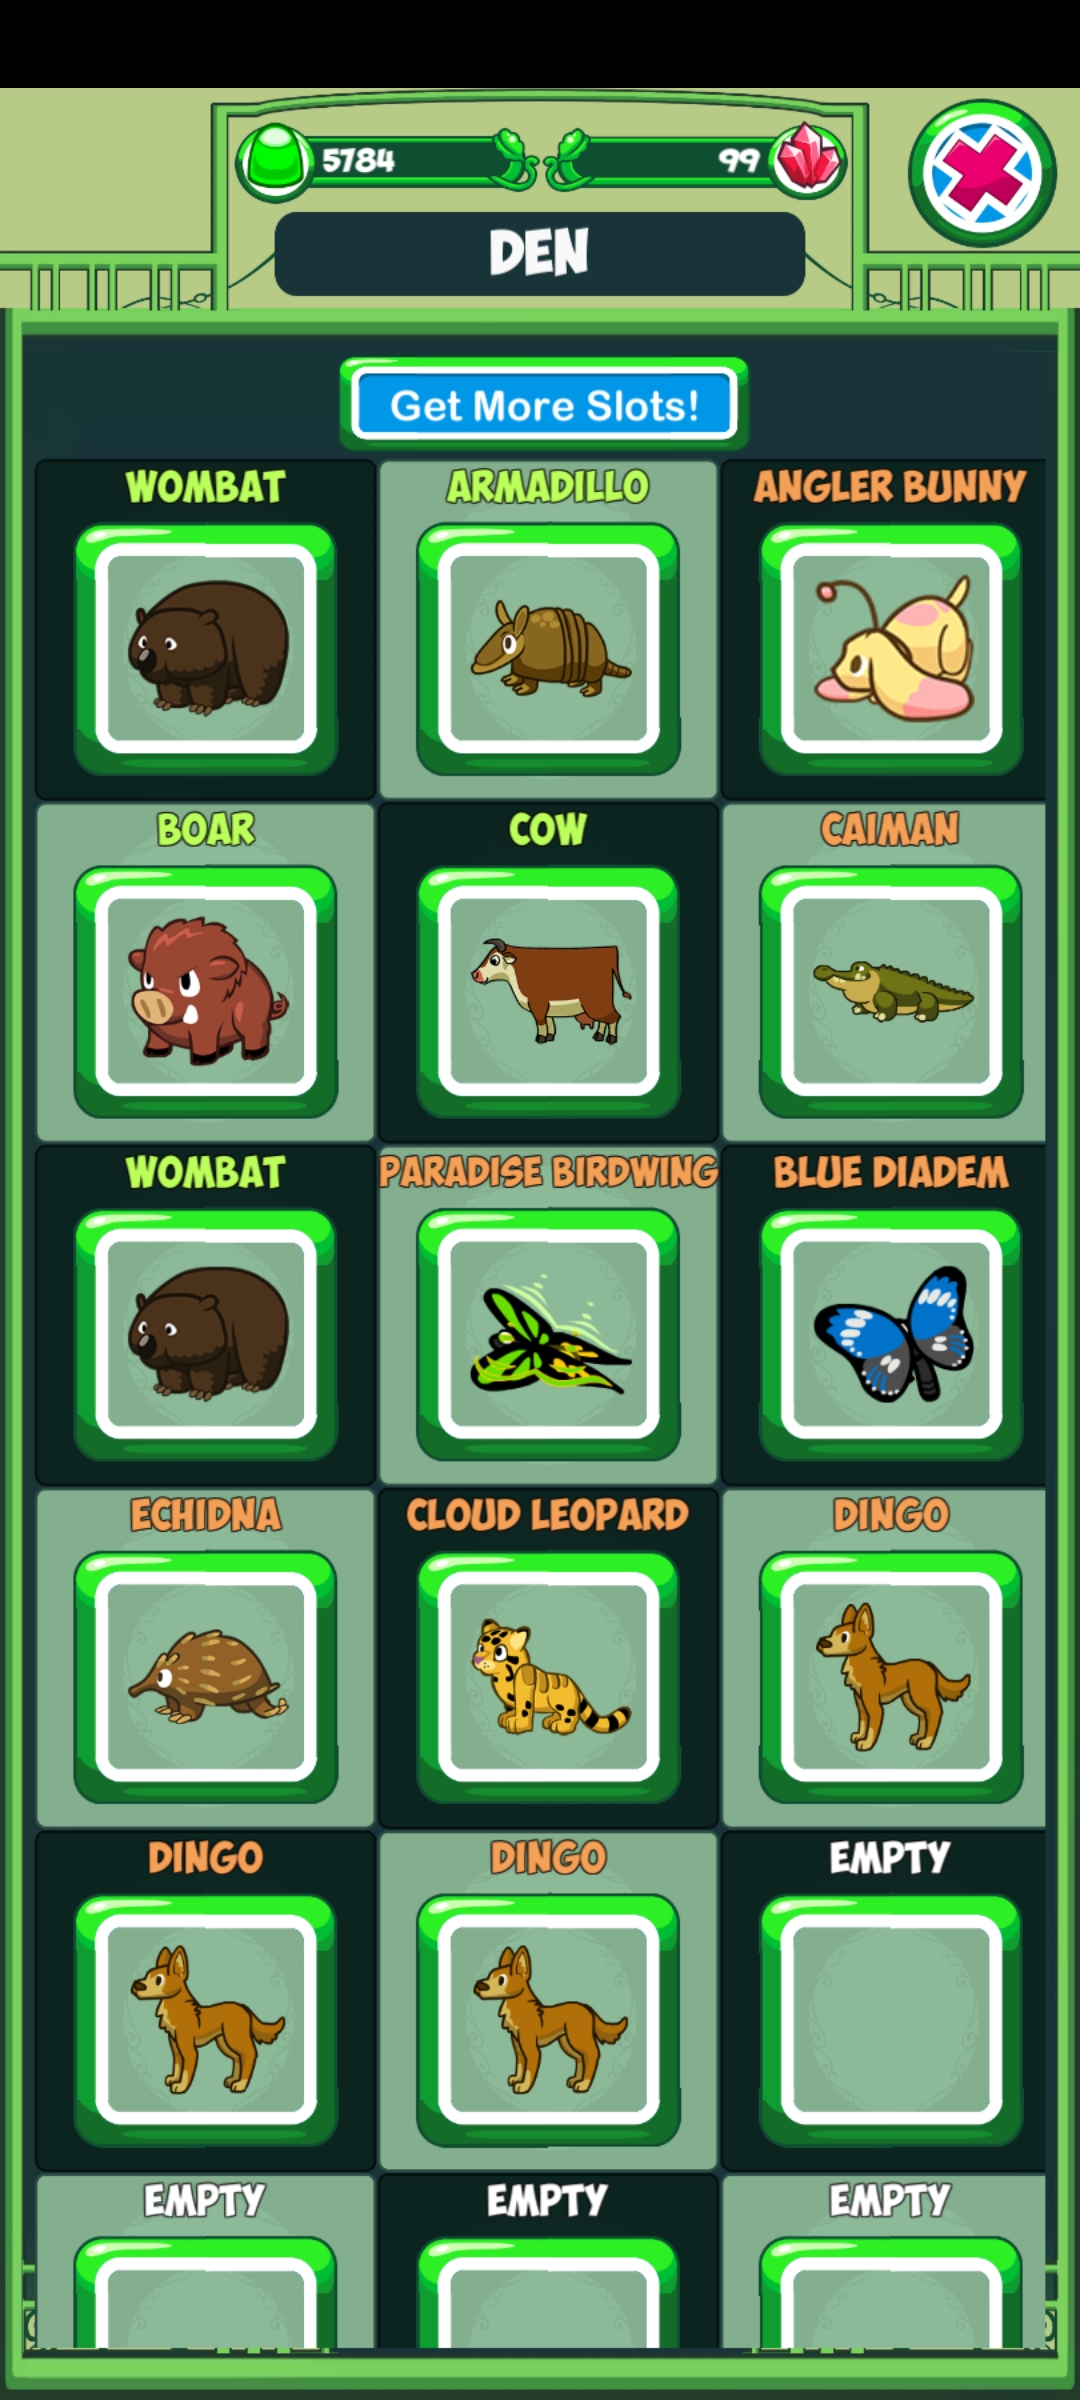 5784
99
DEN
Get More Slots!
WOMBAT
ARMADILLO
ANGLER BUNNY
BOAR
COW
CAIMAN
WOMBAT
PARADISE BIRDWING
BLUE DIADEM
ECHIDNA
CLOUD LEOPARD
DINGO
DINGO
DINGO
EMPTY
EMPTY
EMPTY
EMPTY